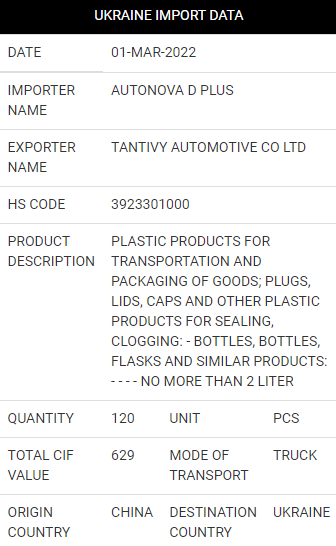 UKRAINE IMPORT DATA
DATE 01-MAR-2022
IMPORTER NAME AUTONOVA D PLUS
EXPORTER NAME TANTIVY AUTOMOTIVE CO LTD
HS CODE 3923301000
PRODUCT DESCRIPTION
PLASTIC PRODUCTS FOR
TRANSPORTATION AND
PACKAGING OF GOODS; PLUGS,
LIDS, CAPS AND OTHER PLASTIC
PRODUCTS FOR SEALING,
CLOGGING: - BOTTLES, BOTTLES,
FLASKS AND SIMILAR PRODUCTS:
- - - - NO MORE THAN 2 LITER
QUANTITY 120 UNIT PCS
TOTAL CIF VALUE 629 MODE OF TRANSPORT TRUCK
ORIGIN COUNTRY CHINA DESTINATION COUNTRY UKRAINE